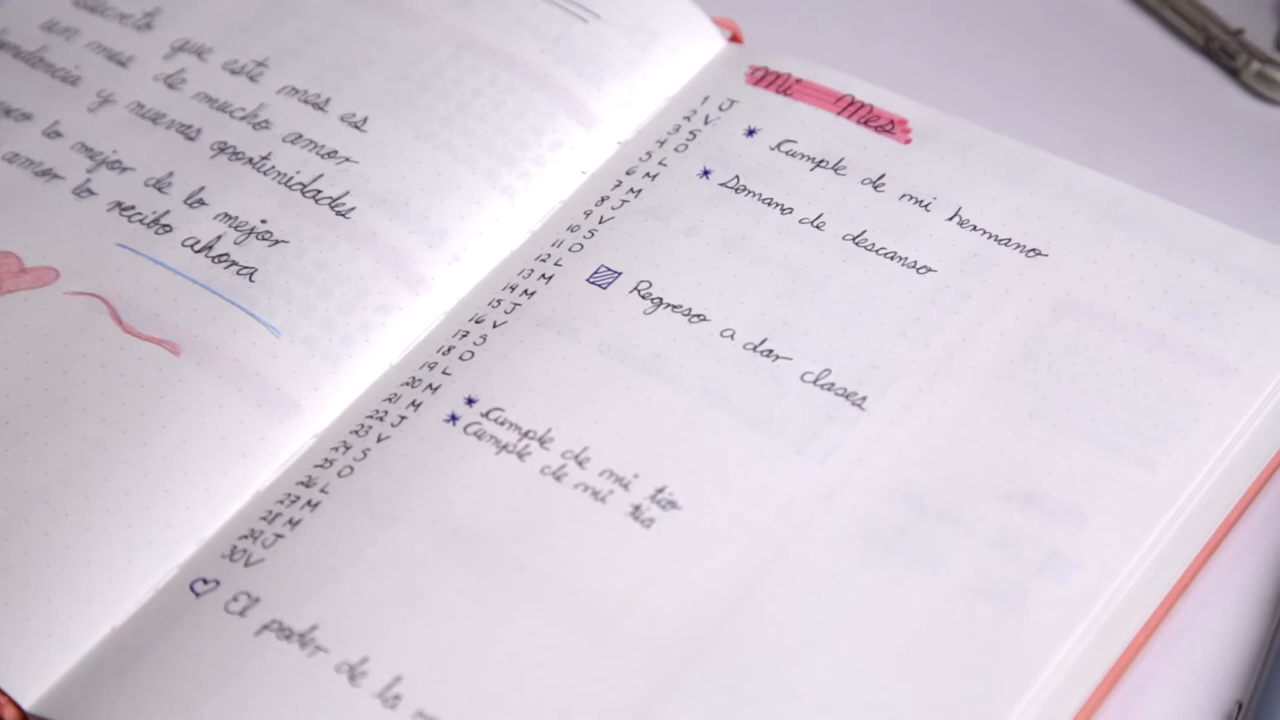 que este mes es
un mes de mucho amor
y nuevas oportunidades
lo mejor de lo mejor
amor lo recibo ahora
Mi Mes
1 J
2 V
3 S * Cumple de mi hermano
4 D
5 L
6 M * Semana de descanso
7 M
8 J
9 V
10 S
11 D
12 L
13 M Regreso a dar clases
14 M
15 J
16 V
17 S
18 D
19 L
20 M
21 M
22 J * Cumple de mi tío
23 V * Cumple de mi tía
24 S
25 D
26 L
27 M
28 M
29 J
30 V
El poder de la